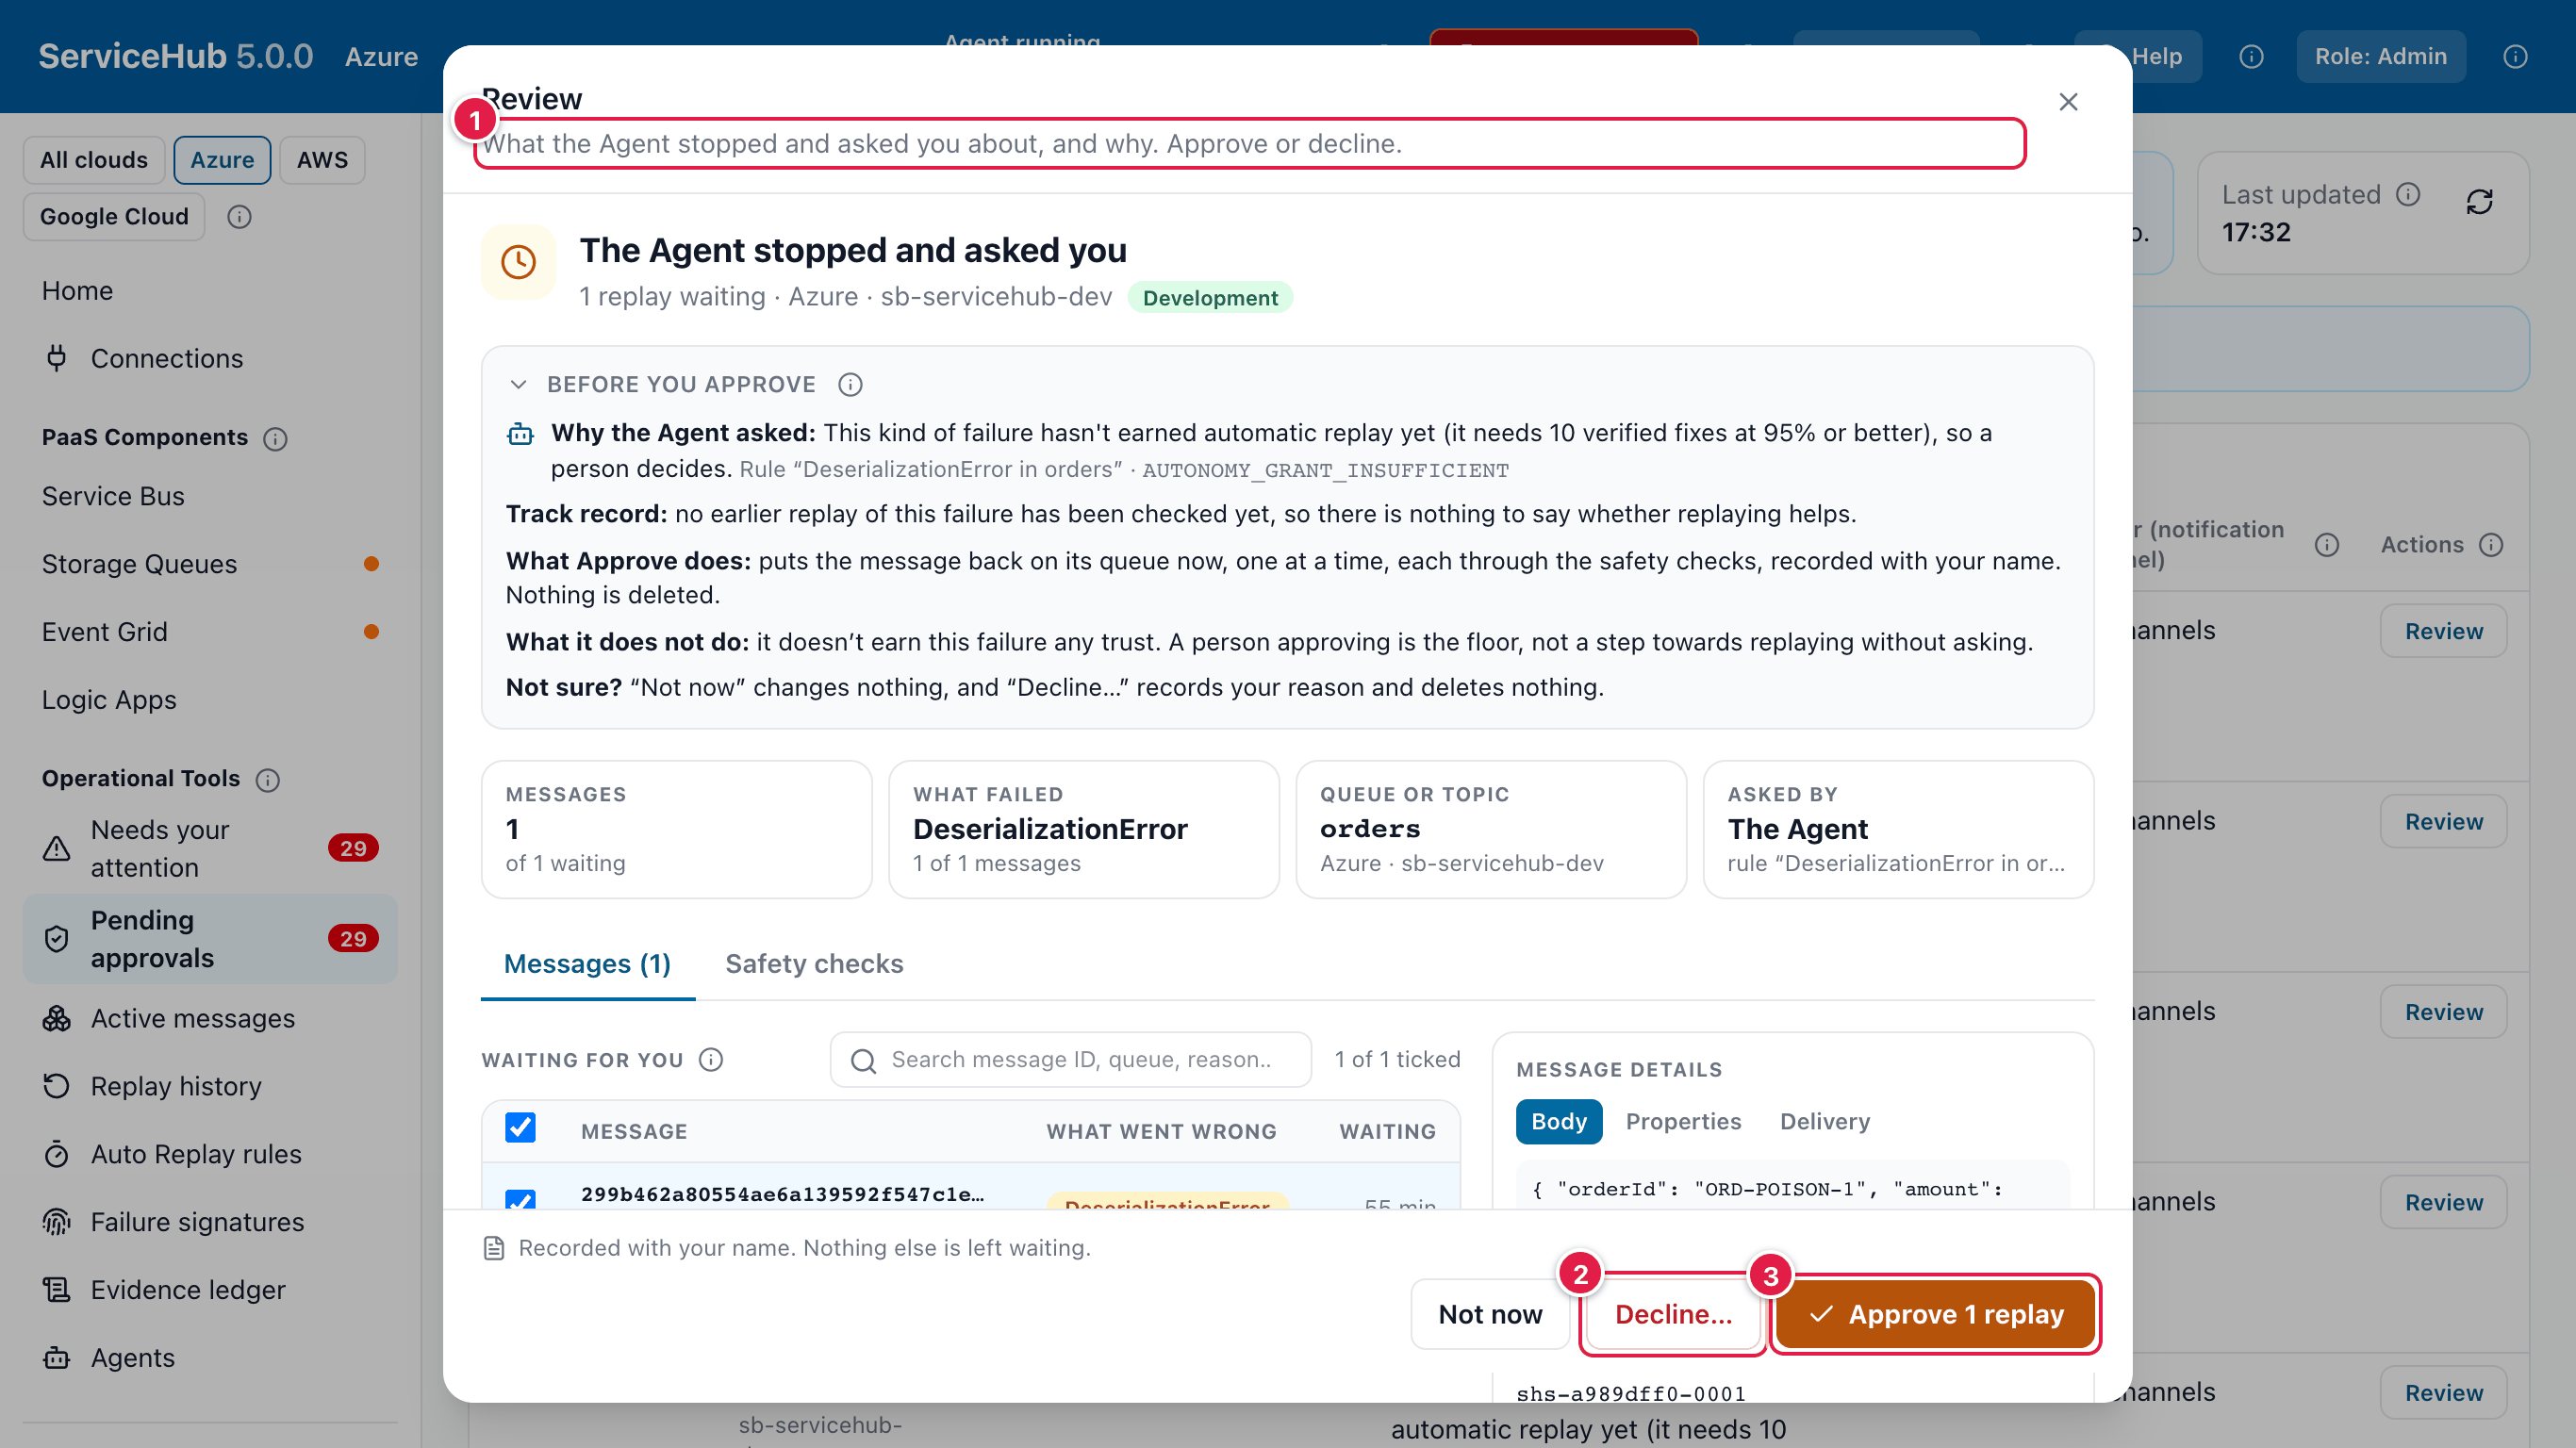 ServiceHub 5.0.0 Azure
Agent running
Help
Role: Admin
All clouds
Azure
AWS
Google Cloud
Home
Connections
PaaS Components
Service Bus
Storage Queues
Event Grid
Logic Apps
Operational Tools
Needs your
attention
29
Pending
approvals
29
Active messages
Replay history
Auto Replay rules
Failure signatures
Evidence ledger
Agents
Review
1
What the Agent stopped and asked you about, and why. Approve or decline.
The Agent stopped and asked you
1 replay waiting · Azure · sb-servicehub-dev Development
BEFORE YOU APPROVE
Why the Agent asked: This kind of failure hasn't earned automatic replay yet (it needs 10 verified fixes at 95% or better), so a
person decides. Rule “DeserializationError in orders” · AUTONOMY_GRANT_INSUFFICIENT
Track record: no earlier replay of this failure has been checked yet, so there is nothing to say whether replaying helps.
What Approve does: puts the message back on its queue now, one at a time, each through the safety checks, recorded with your name.
Nothing is deleted.
What it does not do: it doesn’t earn this failure any trust. A person approving is the floor, not a step towards replaying without asking.
Not sure? “Not now” changes nothing, and “Decline…” records your reason and deletes nothing.
MESSAGES
1
of 1 waiting
WHAT FAILED
DeserializationError
1 of 1 messages
QUEUE OR TOPIC
orders
Azure · sb-servicehub-dev
ASKED BY
The Agent
rule “DeserializationError in or…
Messages (1)
Safety checks
WAITING FOR YOU
Search message ID, queue, reason..
1 of 1 ticked
MESSAGE
WHAT WENT WRONG
WAITING
299b462a80554ae6a139592f547c1e…
DeserializationError
55 min
MESSAGE DETAILS
Body
Properties
Delivery
{ "orderId": "ORD-POISON-1", "amount":
Recorded with your name. Nothing else is left waiting.
Not now
2
Decline…
3
Approve 1 replay
shs-a989dff0-0001
Last updated
17:32
(notification
Actions
Review
Review
Review
Review
Review
sb-servicehub-
automatic replay yet (it needs 10